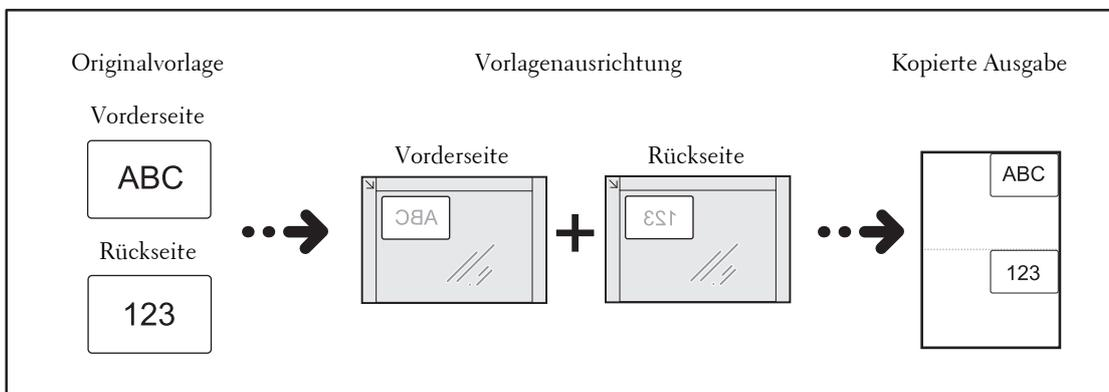 Originalvorlage
Vorlagenausrichtung
Kopierte Ausgabe
Vorderseite
ABC
Rückseite
123
Vorderseite
Rückseite
ABC
123
ABC
123